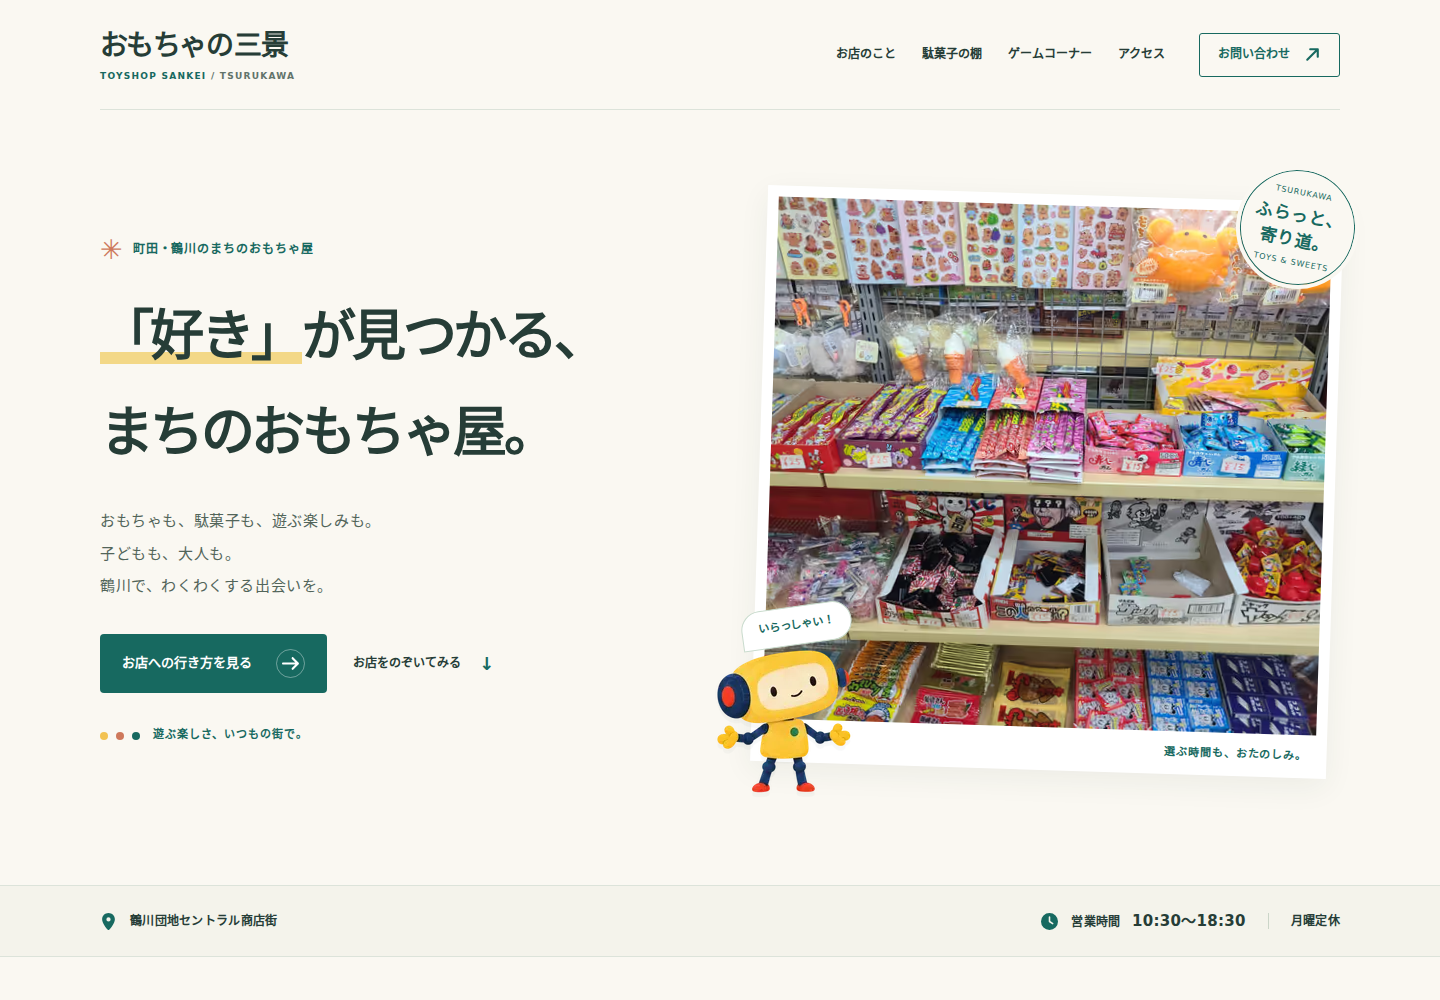 おもちゃの三景
TOYSHOP SANKEI / TSURUKAWA
お店のこと
駄菓子の棚
ゲームコーナー
アクセス
お問い合わせ
町田・鶴川のまちのおもちゃ屋
「好き」が見つかる、
まちのおもちゃ屋。
おもちゃも、駄菓子も、遊ぶ楽しみも。
子どもも、大人も。
鶴川で、わくわくする出会いを。
お店への行き方を見る
お店をのぞいてみる
遊ぶ楽しさ、いつもの街で。
TSURUKAWA
ふらっと、
寄り道。
TOYS & SWEETS
いらっしゃい！
選ぶ時間も、おたのしみ。
鶴川団地セントラル商店街
営業時間 10:30〜18:30
月曜定休